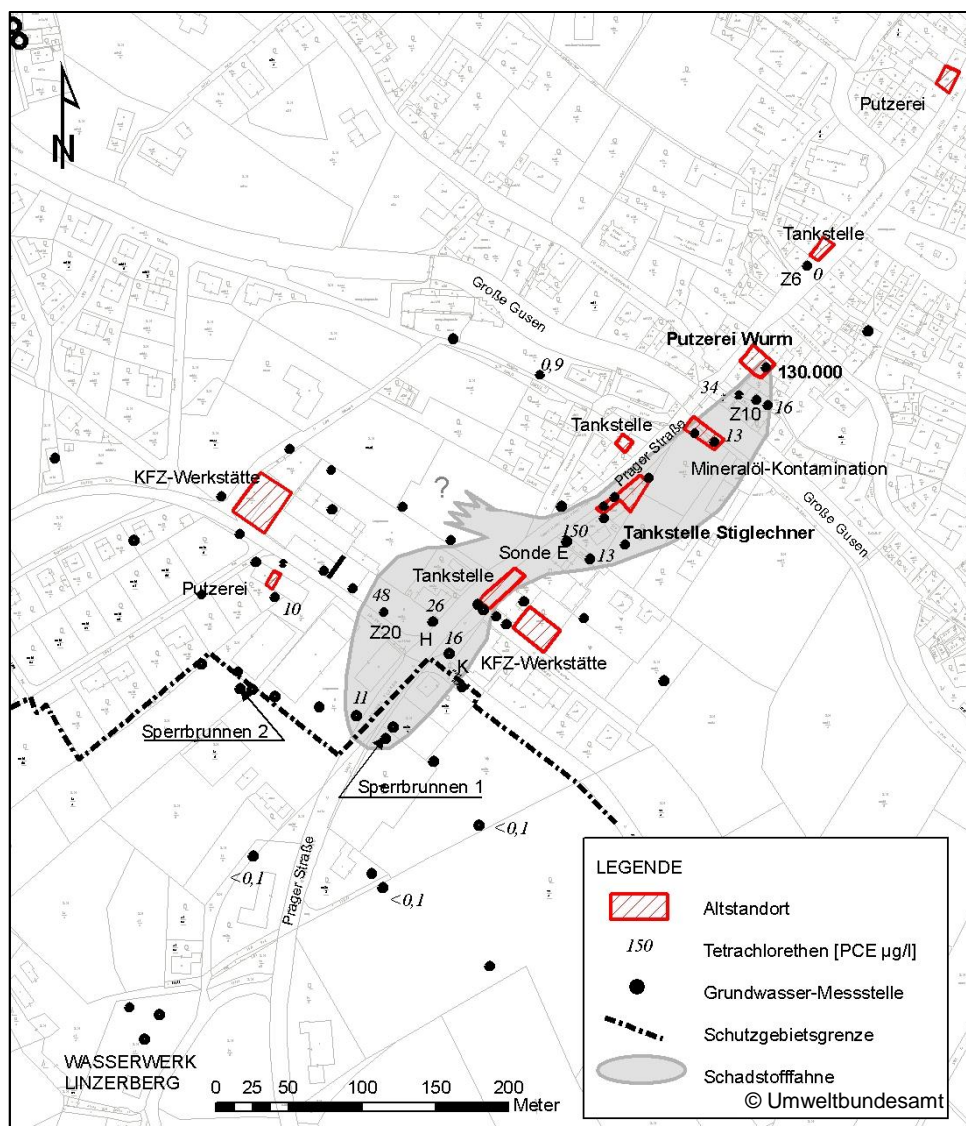 8
N
Putzerei
Tankstelle
Z6
0
Große Gusen
Putzerei Wurm
130.000
0,9
34
Z10
16
Tankstelle
Prager Straße
13
Mineralöl-Kontamination
KFZ-Werkstätte
?
Große Gusen
150
Tankstelle Stiglechner
Sonde E
13
Tankstelle
Putzerei
10
48
Z20
26
H
16
K
KFZ-Werkstätte
11
Sperrbrunnen 2
Sperrbrunnen 1
<0,1
<0,1
<0,1
Prager Straße
WASSERWERK
LINZERBERG
0 25 50 100 150 200
Meter
LEGENDE
Altstandort
150 Tetrachlorethen [PCE µg/l]
Grundwasser-Messstelle
Schutzgebietsgrenze
Schadstofffahne
© Umweltbundesamt